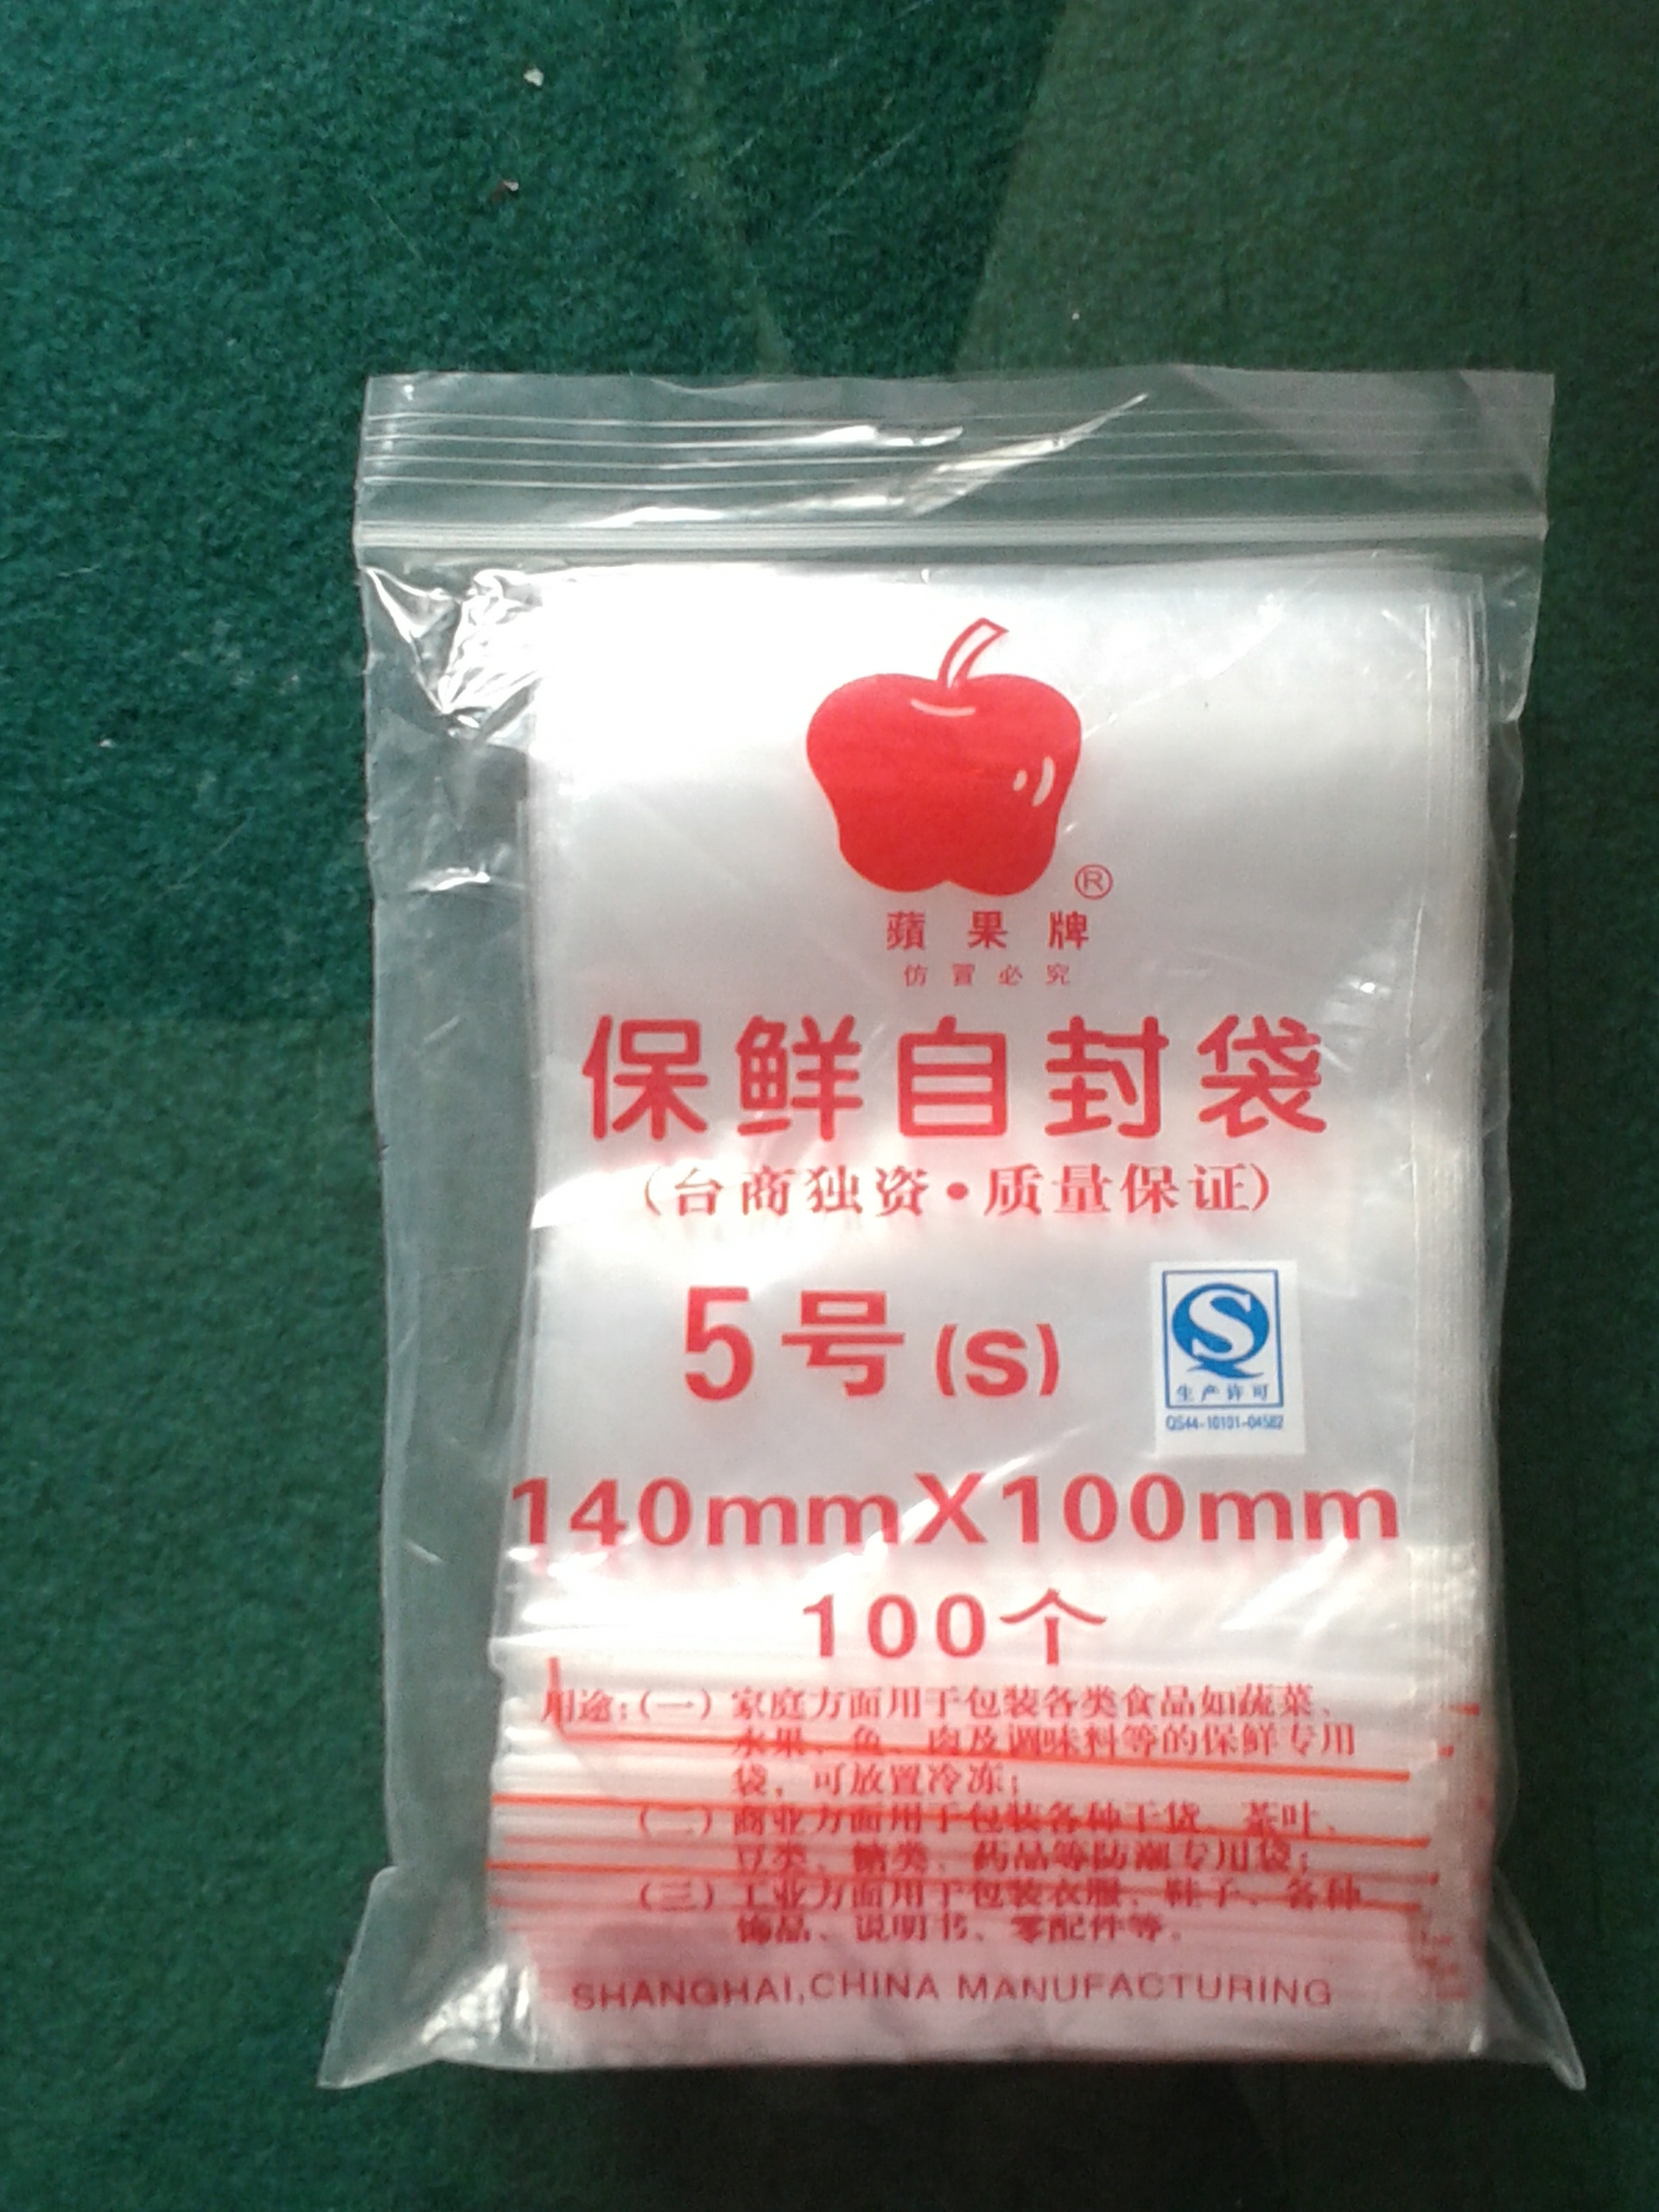 ®
蘋果牌
仿冒必究
保鲜自封袋
(台商独资·质量保证)
5号(S)
生产许可
QS44-10101-04582
140mmX100mm
100个
用途:(一)家庭方面用于包装各类食品如蔬菜、
水果、鱼、肉及调味料等的保鲜专用
袋，可放置冷冻;
(二)商业方面用于包装各种干货、茶叶、
豆类、糖类、药品等防潮专用袋;
(三)工业方面用于包装衣服、鞋子、各种
饰品、说明书、零配件等。
SHANGHAI,CHINA MANUFACTURING